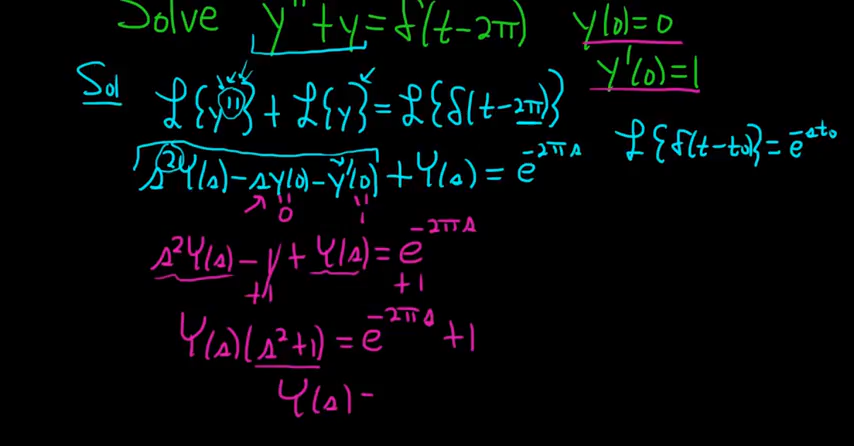 Solve y'' + y = δ(t-2π) y(0) = 0
y'(0) = 1
Sol ℒ{y''} + ℒ{y} = ℒ{δ(t-2π)}
ℒ{δ(t-t₀)} = e^{-st₀}
s²Y(s) - sy(0) - y'(0) + Y(s) = e^{-2πs}
0 1
s²Y(s) - 1 + Y(s) = e^{-2πs}
+1 +1
Y(s)(s²+1) = e^{-2πs} + 1
Y(s) =